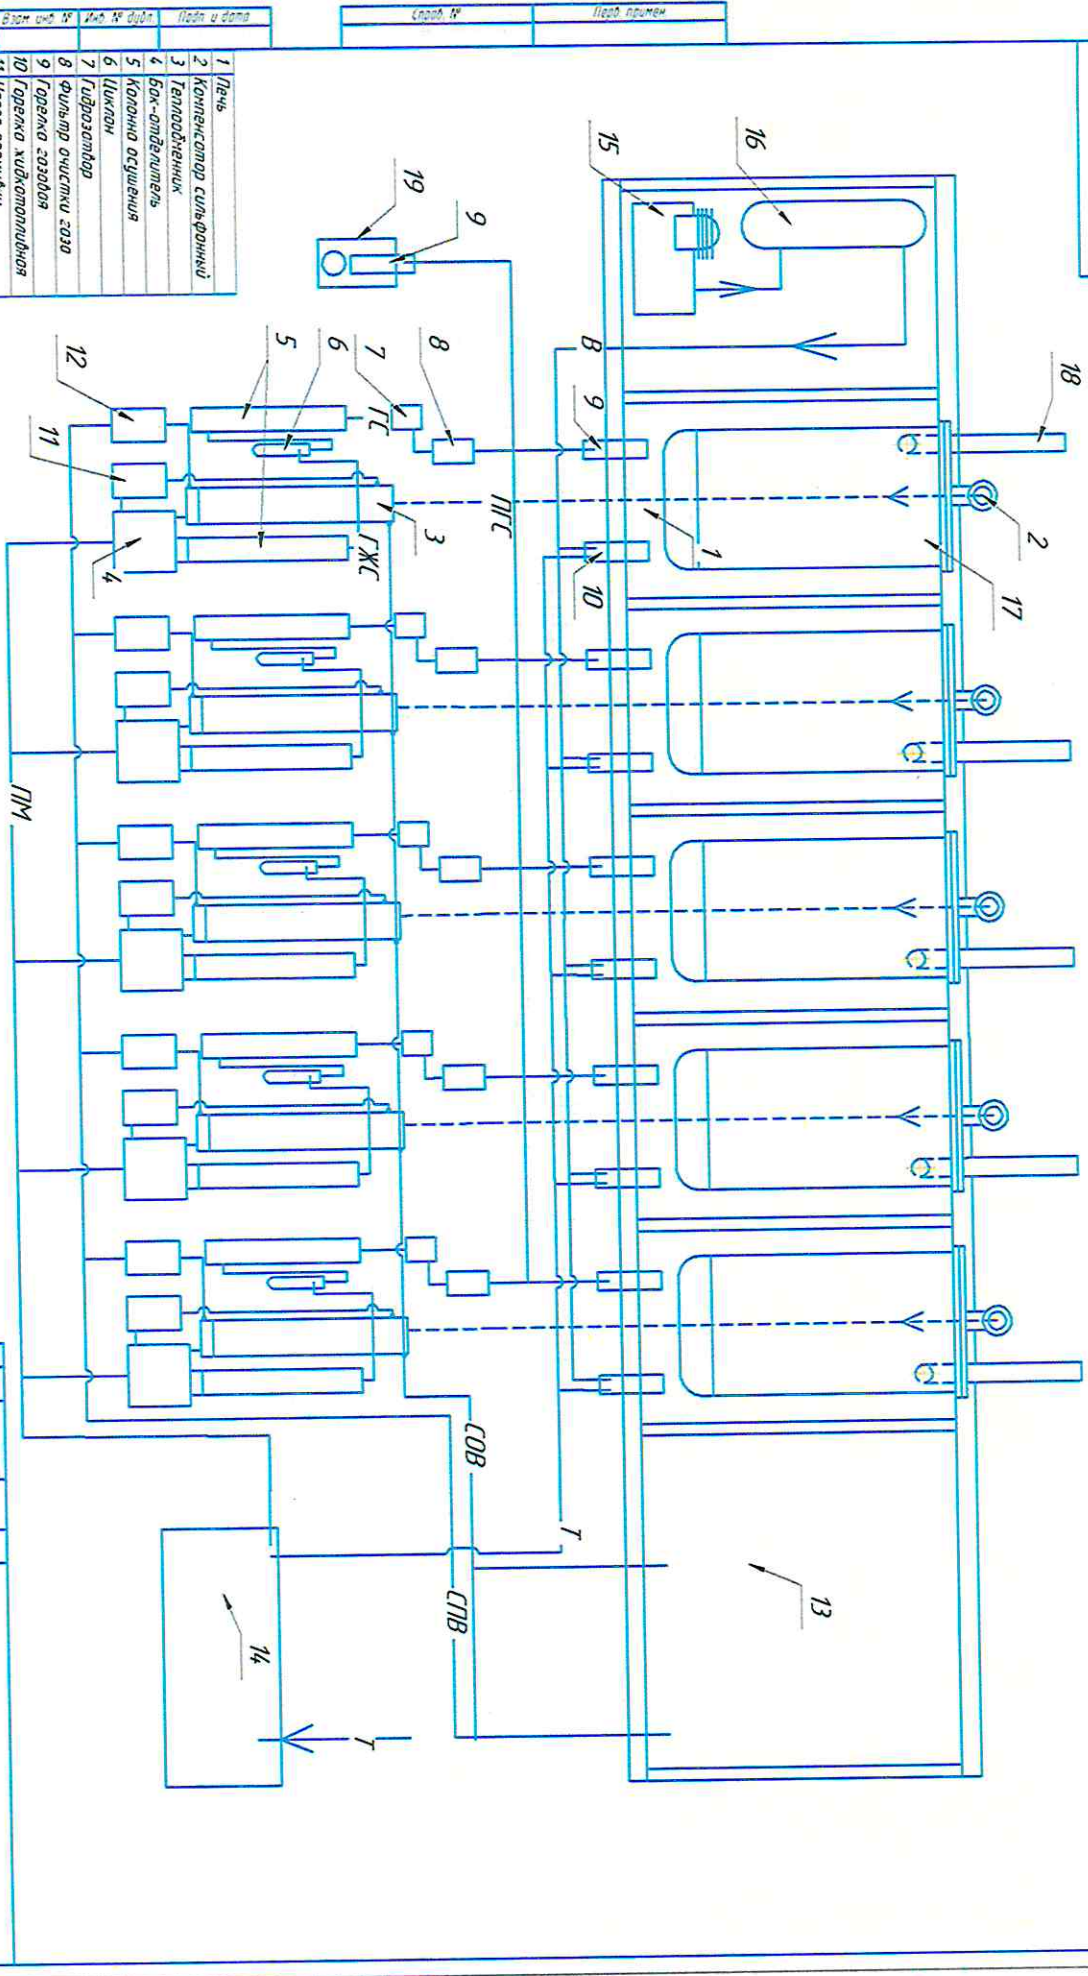 Перв. примен.
Справ. №
Подп. и дата
Инв. № дубл.
Взам. инв. №
1 Печь
2 Компенсатор сильфонный
3 Теплообменник
4 Бак-отделитель
5 Колонна осушения
6 Циклон
7 Гидрозатвор
8 Фильтр очистки газа
9 Горелка газовая
10 Горелка жидкотопливная
18
2
17
16
15
1
В
9
10
19
9
ПГС
8
7
ГС
ГЖС
3
6
5
12
11
4
ПМ
СОВ
СПВ
Т
13
14
Т